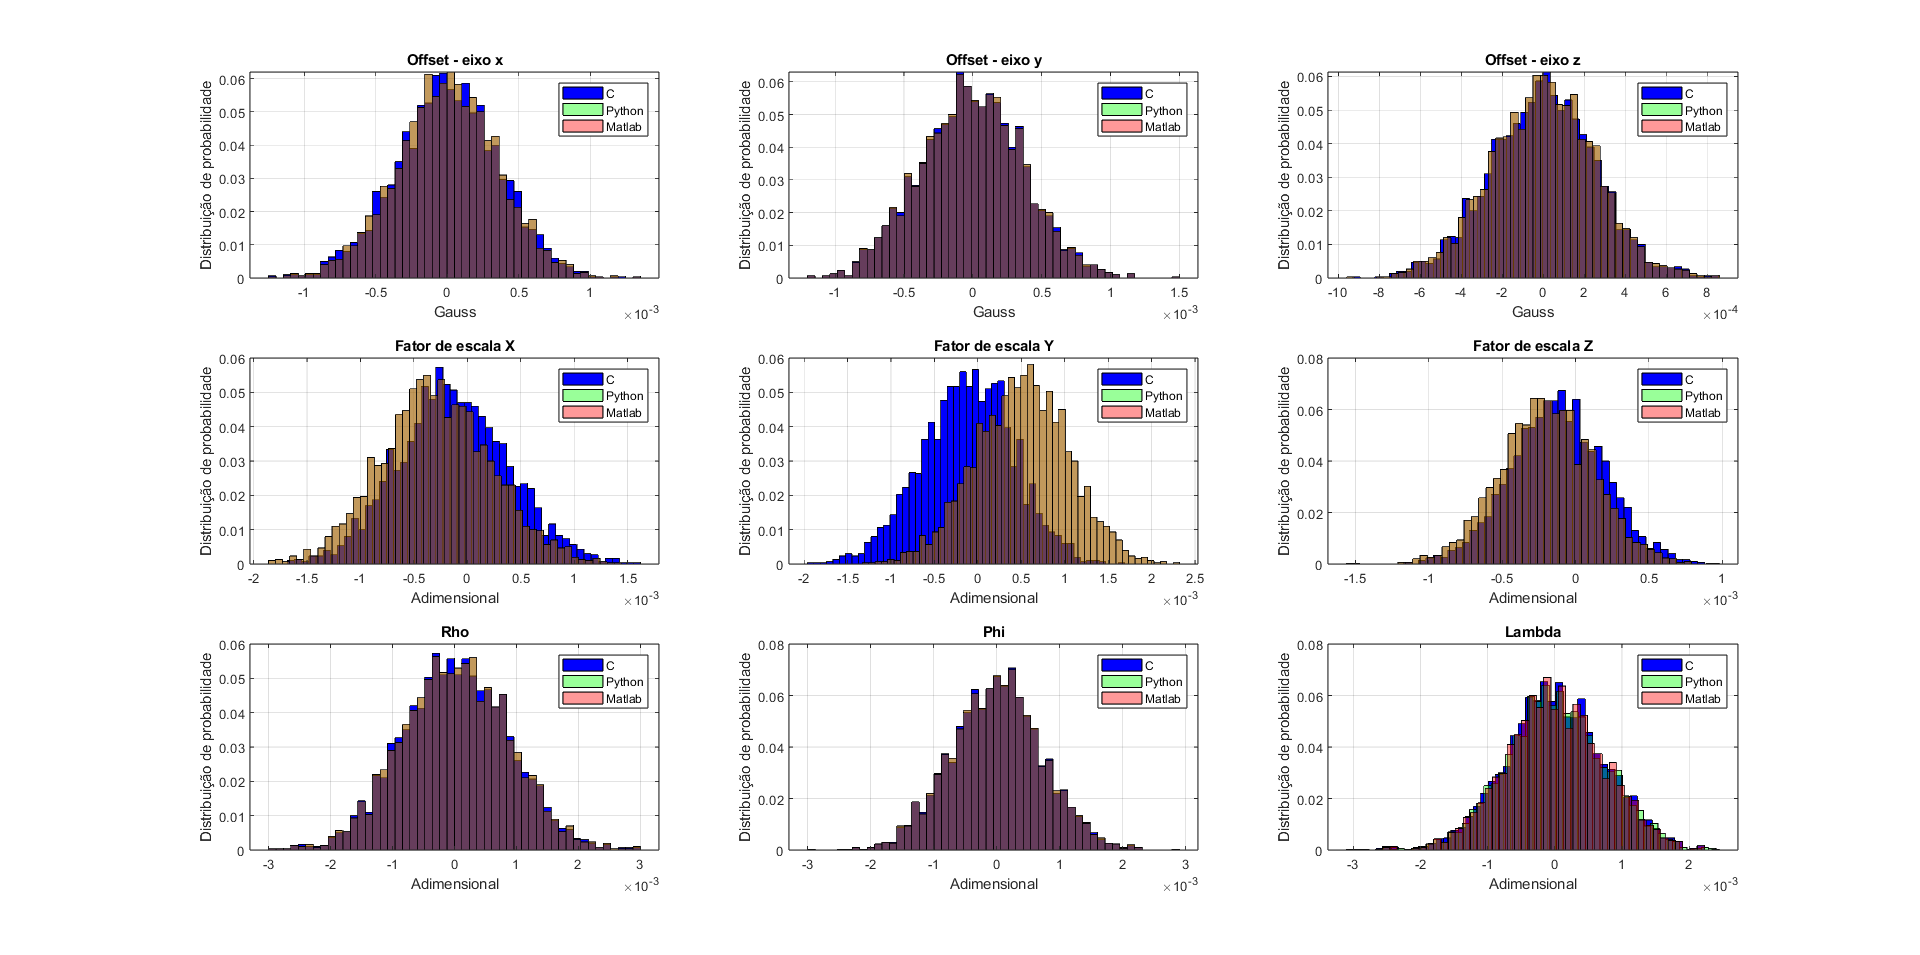 Offset - eixo x
Distribuição de probabilidade
0.06
0.05
0.04
0.03
0.02
0.01
0
C
Python
Matlab
-1 -0.5 0 0.5 1
Gauss
×10-3
Offset - eixo y
Distribuição de probabilidade
0.06
0.05
0.04
0.03
0.02
0.01
0
C
Python
Matlab
-1 -0.5 0 0.5 1 1.5
Gauss
×10-3
Offset - eixo z
Distribuição de probabilidade
0.06
0.05
0.04
0.03
0.02
0.01
0
C
Python
Matlab
-10 -8 -6 -4 -2 0 2 4 6 8
Gauss
×10-4
Fator de escala X
Distribuição de probabilidade
0.06
0.05
0.04
0.03
0.02
0.01
0
C
Python
Matlab
-2 -1.5 -1 -0.5 0 0.5 1 1.5
Adimensional
×10-3
Fator de escala Y
Distribuição de probabilidade
0.06
0.05
0.04
0.03
0.02
0.01
0
C
Python
Matlab
-2 -1.5 -1 -0.5 0 0.5 1 1.5 2 2.5
Adimensional
×10-3
Fator de escala Z
Distribuição de probabilidade
0.08
0.06
0.04
0.02
0
C
Python
Matlab
-1.5 -1 -0.5 0 0.5 1
Adimensional
×10-3
Rho
Distribuição de probabilidade
0.06
0.05
0.04
0.03
0.02
0.01
0
C
Python
Matlab
-3 -2 -1 0 1 2 3
Adimensional
×10-3
Phi
Distribuição de probabilidade
0.08
0.06
0.04
0.02
0
C
Python
Matlab
-3 -2 -1 0 1 2 3
Adimensional
×10-3
Lambda
Distribuição de probabilidade
0.08
0.06
0.04
0.02
0
C
Python
Matlab
-3 -2 -1 0 1 2
Adimensional
×10-3